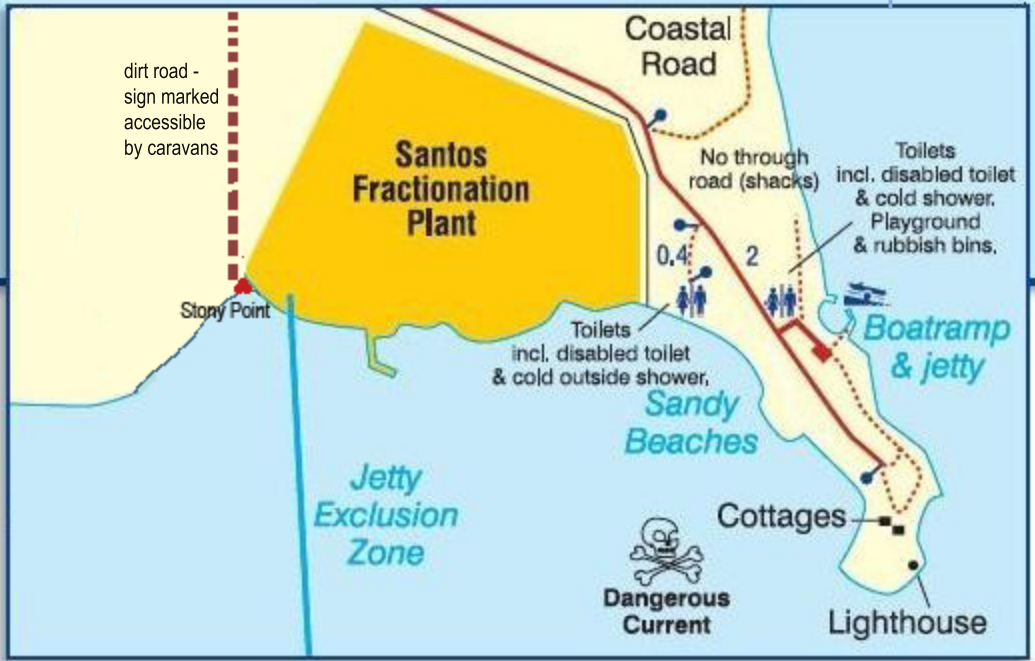 Coastal
Road
dirt road -
sign marked
accessible
by caravans
Santos
Fractionation
Plant
No through
road (shacks)
Toilets
incl. disabled toilet
& cold shower.
Playground
& rubbish bins.
0.4
2
Stony Point
Toilets
incl. disabled toilet
& cold outside shower.
Boatramp
& jetty
Sandy
Beaches
Jetty
Exclusion
Zone
Cottages
Dangerous
Current
Lighthouse